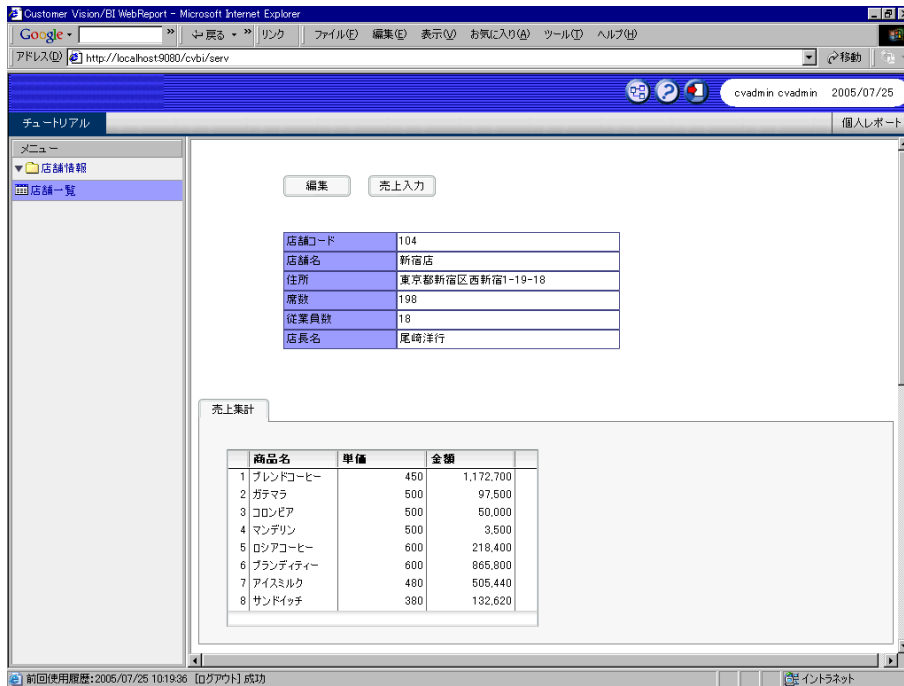 Customer Vision/BI WebReport - Microsoft Internet Explorer
Google - » 戻る - » リンク ファイル(F) 編集(E) 表示(V) お気に入り(A) ツール(T) ヘルプ(H)
アドレス(D) http://localhost:9080/cvbi/serv 移動
cvadmin cvadmin 2005/07/25
チュートリアル 個人レポート
メニュー
▼店舗情報
店舗一覧
編集 売上入力
店舗コード 104
店舗名 新宿店
住所 東京都新宿区西新宿1-19-18
席数 198
従業員数 18
店長名 尾崎洋行
売上集計
商品名 単価 金額
1 ブレンドコーヒー 450 1,172,700
2 ガテマラ 500 97,500
3 コロンビア 500 50,000
4 マンデリン 500 3,500
5 ロシアコーヒー 600 218,400
6 ブランディティー 600 865,800
7 アイスミルク 480 505,440
8 サンドイッチ 380 132,620
前回使用履歴:2005/07/25 10:19:36 [ログアウト] 成功 イントラネット